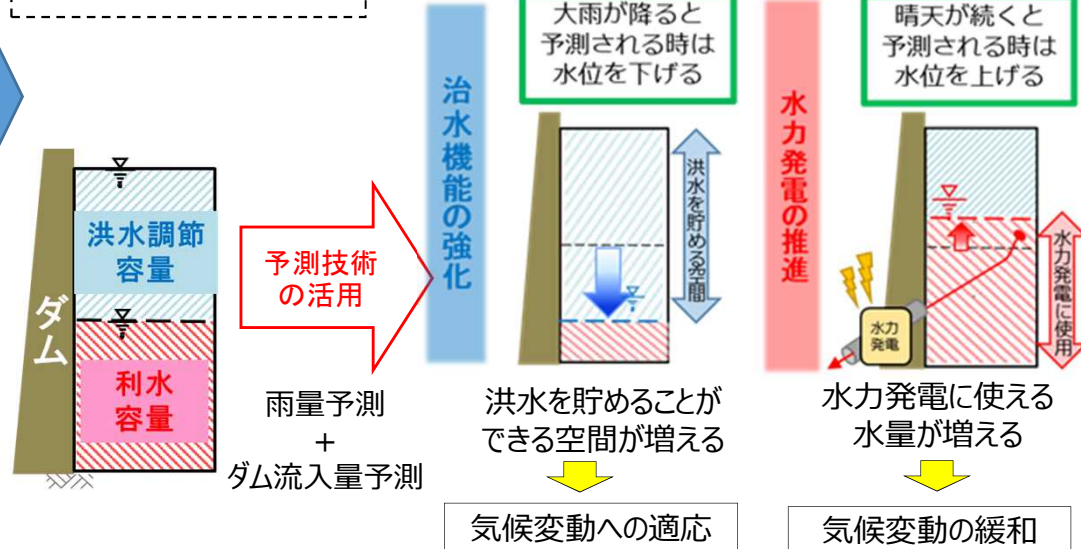 ダム
洪水調節
容量
利水
容量
予測技術
の活用
雨量予測
+
ダム流入量予測
治水機能の強化
大雨が降ると
予測される時は
水位を下げる
洪水を貯める空間
洪水を貯めることが
できる空間が増える
気候変動への適応
水力発電の推進
晴天が続くと
予測される時は
水位を上げる
水力
発電
水力発電に使用
水力発電に使える
水量が増える
気候変動の緩和